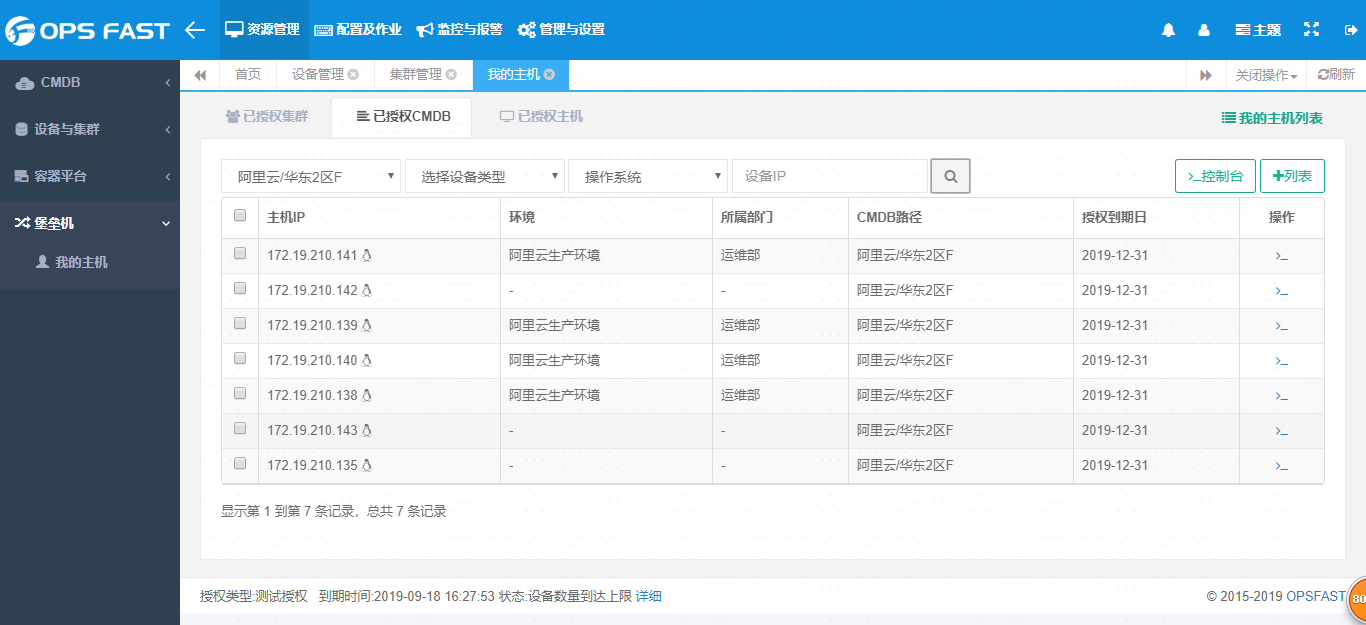 OPS FAST 资源管理 配置及作业 监控与报警 管理与设置 主题
CMDB
设备与集群
容器平台
堡垒机
我的主机
首页 设备管理 集群管理 我的主机 关闭操作 刷新
已授权集群 已授权CMDB 已授权主机 我的主机列表
阿里云/华东2区F 选择设备类型 操作系统 设备IP >_控制台 +列表
主机IP 环境 所属部门 CMDB路径 授权到期日 操作
172.19.210.141 阿里云生产环境 运维部 阿里云/华东2区F 2019-12-31 >_
172.19.210.142 - - 阿里云/华东2区F 2019-12-31 >_
172.19.210.139 阿里云生产环境 运维部 阿里云/华东2区F 2019-12-31 >_
172.19.210.140 阿里云生产环境 运维部 阿里云/华东2区F 2019-12-31 >_
172.19.210.138 阿里云生产环境 运维部 阿里云/华东2区F 2019-12-31 >_
172.19.210.143 - - 阿里云/华东2区F 2019-12-31 >_
172.19.210.135 - - 阿里云/华东2区F 2019-12-31 >_
显示第 1 到第 7 条记录，总共 7 条记录
授权类型:测试授权 到期时间:2019-09-18 16:27:53 状态:设备数量到达上限 详细 © 2015-2019 OPSFAST
80